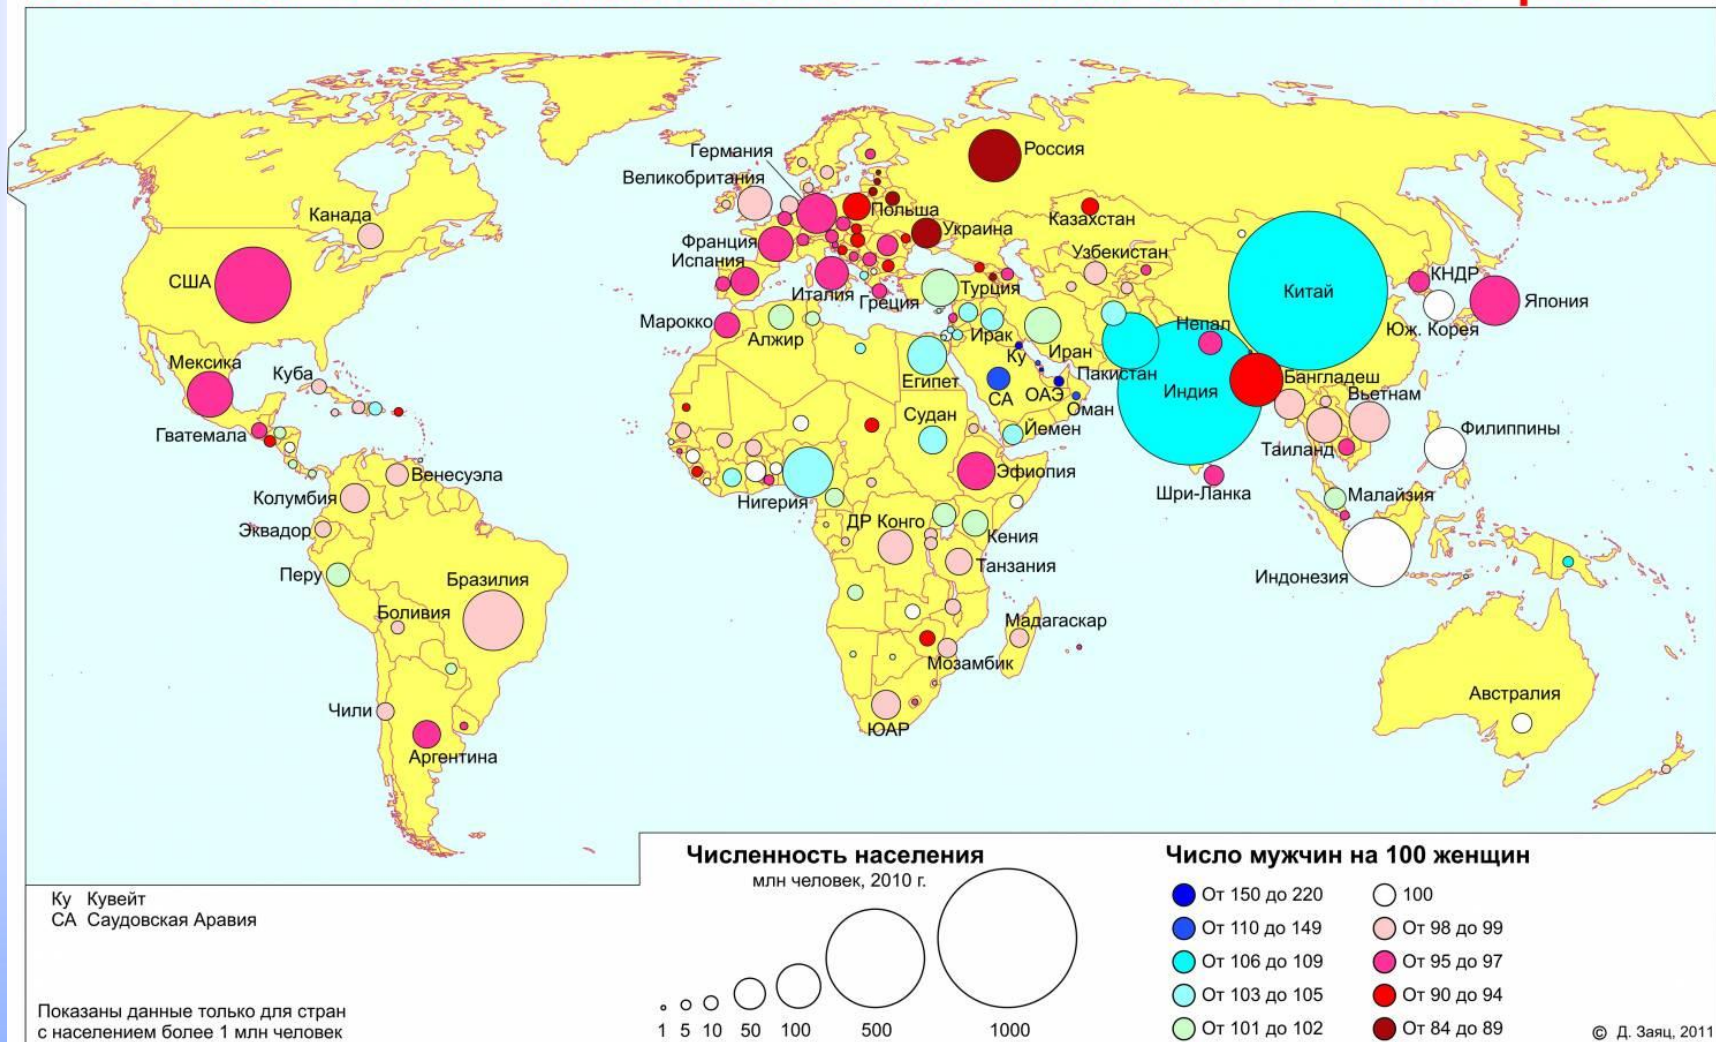 Германия
Великобритания
Россия
Канада
Польша
Казахстан
Украина
Франция
Испания
Узбекистан
США
Италия
Греция
Турция
КНДР
Китай
Япония
Марокко
Алжир
Непал
Юж. Корея
Ирак
Ку
Иран
Мексика
Куба
Египет
Пакистан
Бангладеш
СА
ОАЭ
Индия
Вьетнам
Оман
Судан
Гватемала
Йемен
Филиппины
Таиланд
Венесуэла
Эфиопия
Колумбия
Нигерия
Шри-Ланка
Малайзия
Эквадор
ДР Конго
Кения
Перу
Бразилия
Танзания
Индонезия
Боливия
Мадагаскар
Мозамбик
Австралия
Чили
ЮАР
Аргентина
Ку Кувейт
СА Саудовская Аравия
Показаны данные только для стран
с населением более 1 млн человек
Численность населения
млн человек, 2010 г.
1 5 10 50 100 500 1000
Число мужчин на 100 женщин
От 150 до 220
От 110 до 149
От 106 до 109
От 103 до 105
От 101 до 102
100
От 98 до 99
От 95 до 97
От 90 до 94
От 84 до 89
© Д. Заяц, 2011